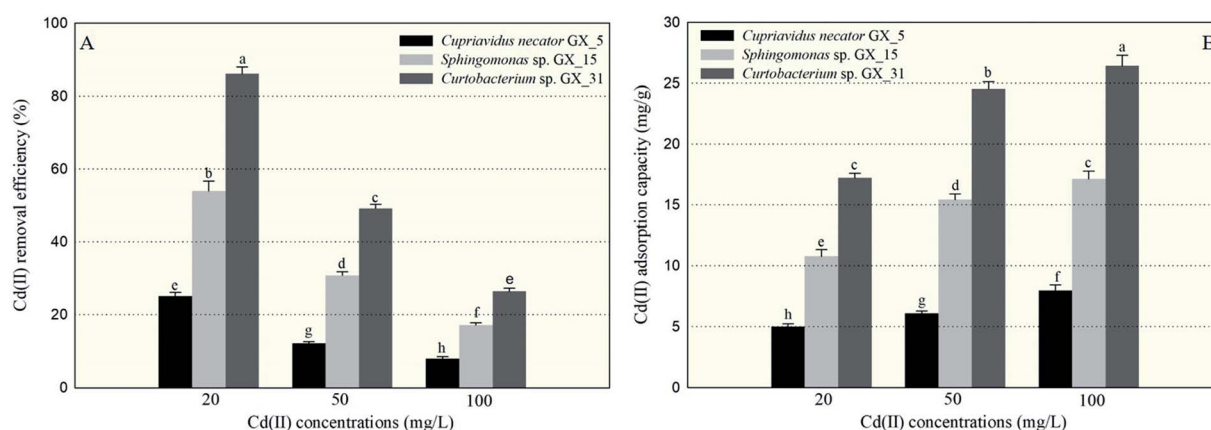 A
Cupriavidus necator GX_5
Sphingomonas sp. GX_15
Curtobacterium sp. GX_31
Cd(II) removal efficiency (%)
100
80
60
40
20
0
e
b
a
g
d
c
h
f
e
20
50
100
Cd(II) concentrations (mg/L)
B
Cupriavidus necator GX_5
Sphingomonas sp. GX_15
Curtobacterium sp. GX_31
Cd(II) adsorption capacity (mg/g)
30
25
20
15
10
5
0
h
e
c
g
d
b
f
c
a
20
50
100
Cd(II) concentrations (mg/L)